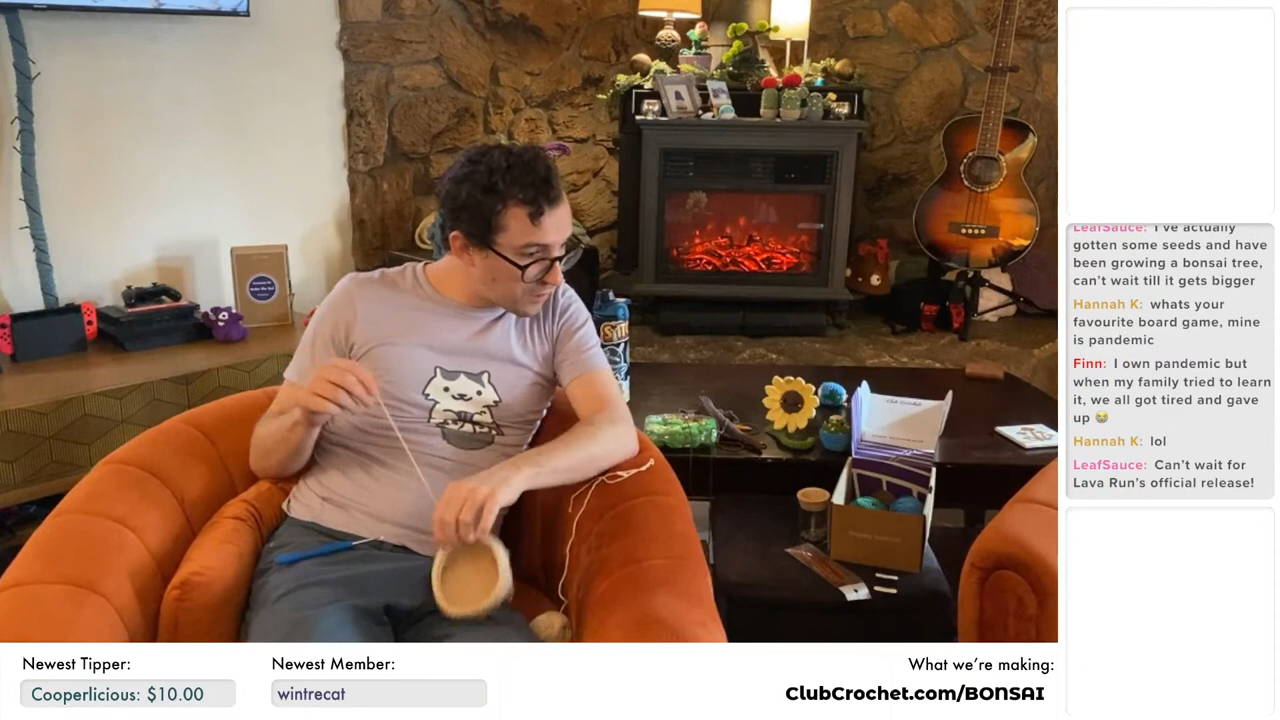 LeafSauce: I've actually
gotten some seeds and have
been growing a bonsai tree,
can't wait till it gets bigger
Hannah K: whats your
favourite board game, mine
is pandemic
Finn: I own pandemic but
when my family tried to learn
it, we all got tired and gave
up 😂
Hannah K: lol
LeafSauce: Can't wait for
Lava Run's official release!
Newest Tipper:
Cooperlicious: $10.00
Newest Member:
wintrecat
What we're making:
ClubCrochet.com/BONSAI